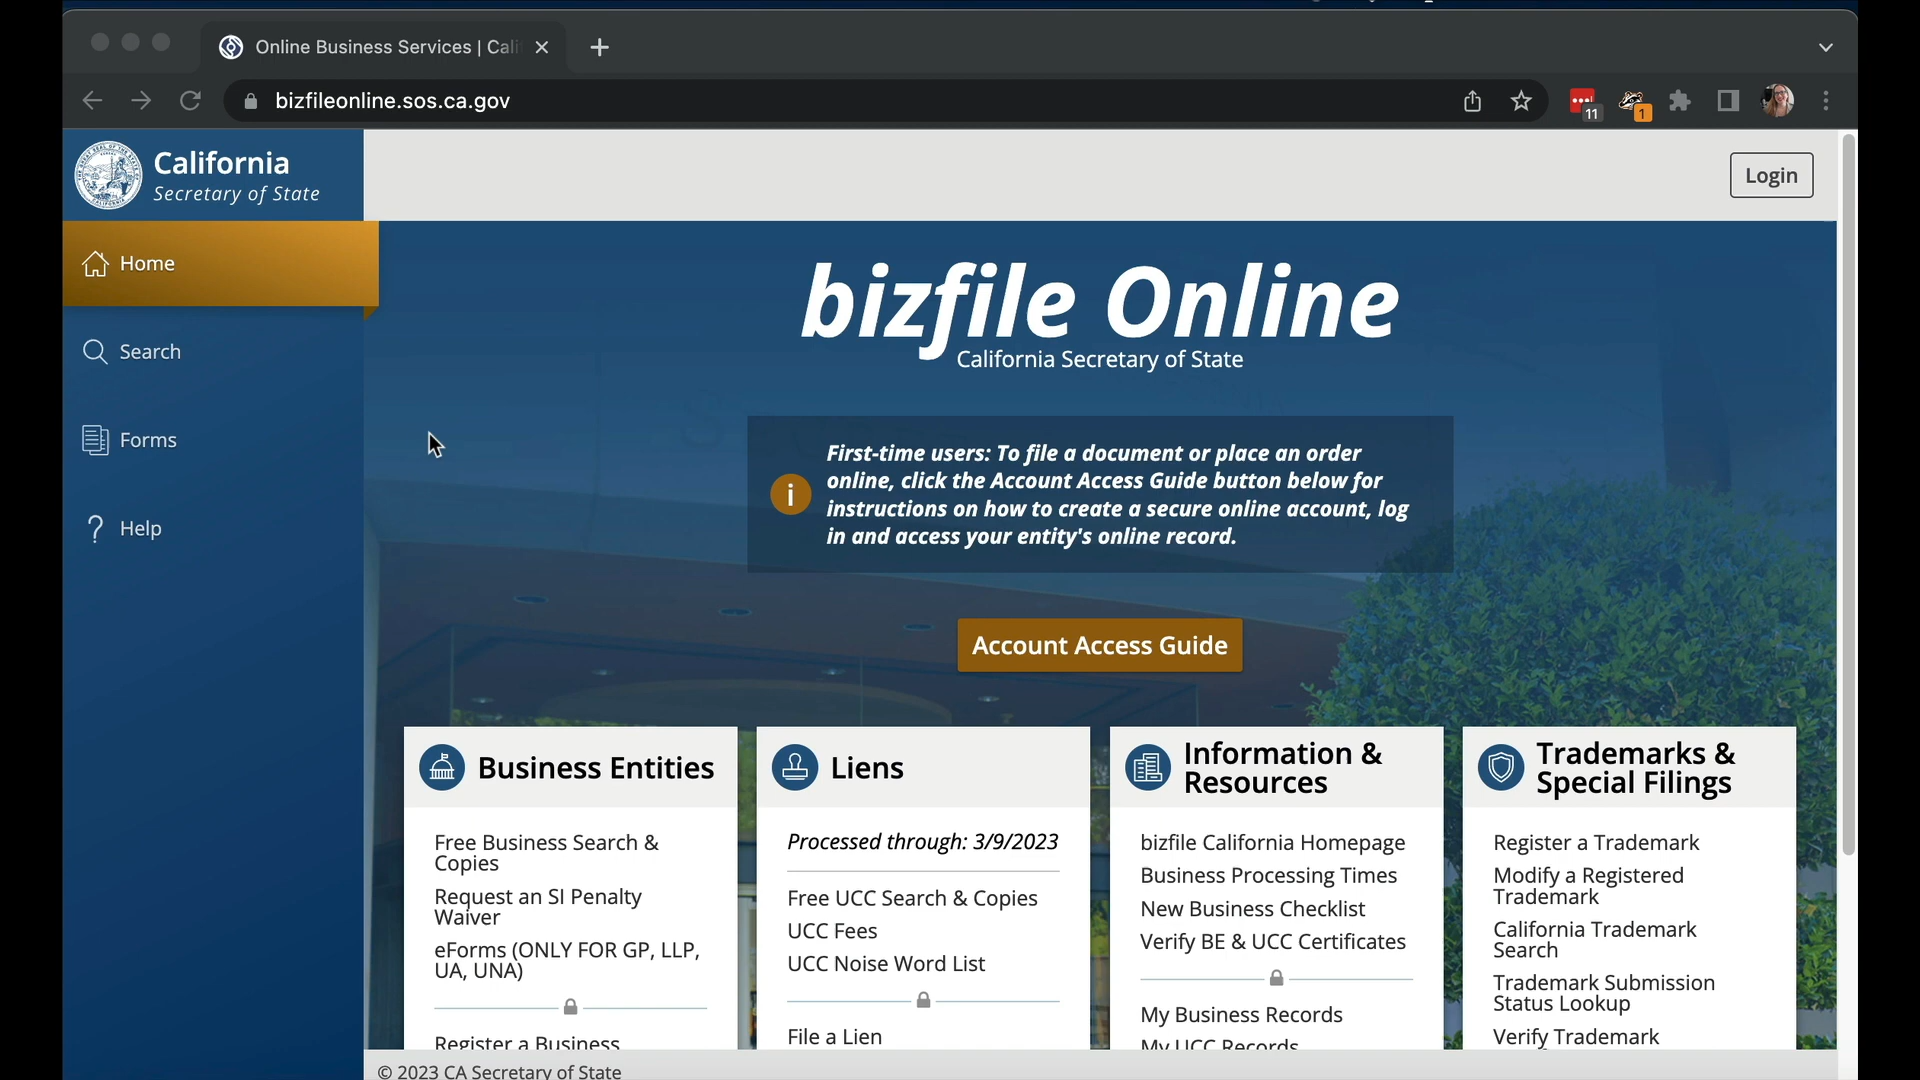 Online Business Services | Cali
bizfileonline.sos.ca.gov
11
1
California
Secretary of State
Login
Home
Search
Forms
Help
bizfile Online
California Secretary of State
First-time users: To file a document or place an order
online, click the Account Access Guide button below for
instructions on how to create a secure online account, log
in and access your entity's online record.
Account Access Guide
Business Entities
Free Business Search &
Copies
Request an SI Penalty
Waiver
eForms (ONLY FOR GP, LLP,
UA, UNA)
Register a Business
Liens
Processed through: 3/9/2023
Free UCC Search & Copies
UCC Fees
UCC Noise Word List
File a Lien
Information &
Resources
bizfile California Homepage
Business Processing Times
New Business Checklist
Verify BE & UCC Certificates
My Business Records
My UCC Records
Trademarks &
Special Filings
Register a Trademark
Modify a Registered
Trademark
California Trademark
Search
Trademark Submission
Status Lookup
Verify Trademark
© 2023 CA Secretary of State